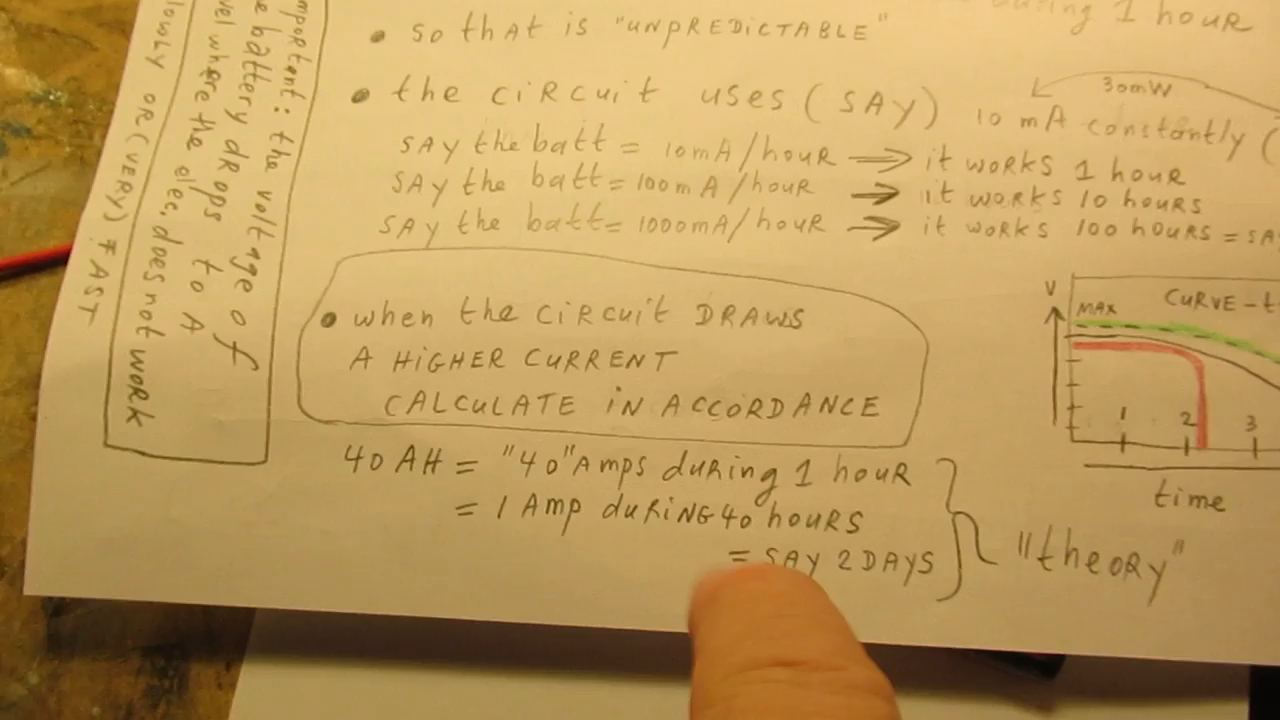 during 1 hour
• so that is "UNPREDICTABLE"
• the circuit uses (SAY) 10 mA constantly (
30mW
SAY the batt = 10mA/hour ⇒ it works 1 hour
SAY the batt = 100mA/hour → it works 10 hours
SAY the batt = 1000mA/hour ⇒ it works 100 hours = SA
• when the circuit DRAWS
A HIGHER CURRENT
CALCULATE IN ACCORDANCE
40 AH = "40" Amps during 1 hour
= 1 Amp during 40 hours
= SAY 2 DAYS
"theory"
V
MAX
CURVE - t
1 2 3
time
mportant: the voltage of
e battery drops to A
vel where the elec. does not work
lowly or (VERY) FAST